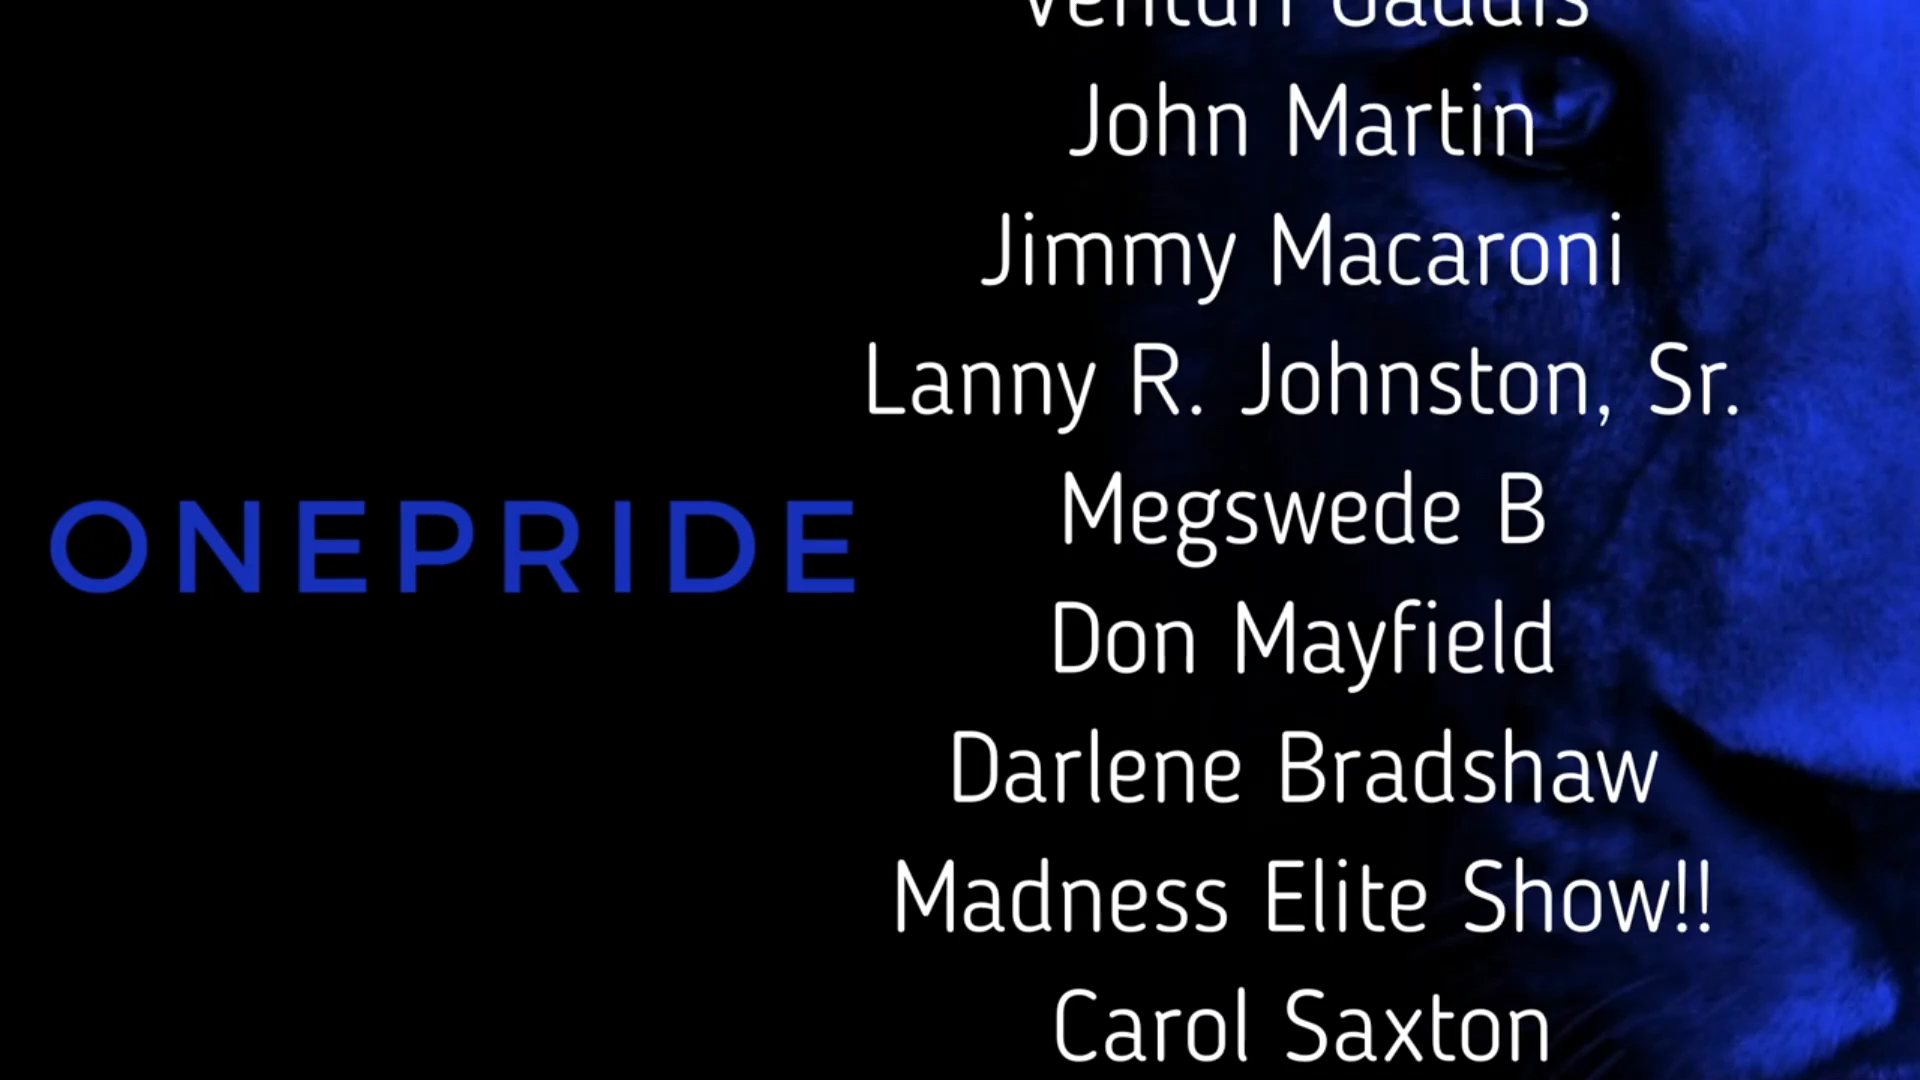 ONEPRIDE
John Martin
Jimmy Macaroni
Lanny R. Johnston, Sr.
Megswede B
Don Mayfield
Darlene Bradshaw
Madness Elite Show!!
Carol Saxton